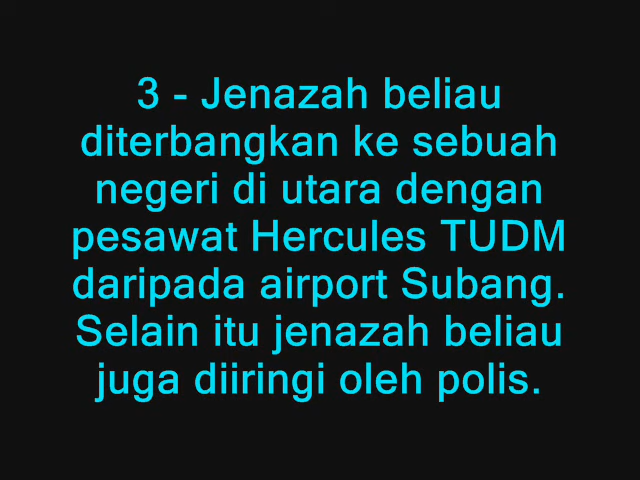 3 - Jenazah beliau
diterbangkan ke sebuah
negeri di utara dengan
pesawat Hercules TUDM
daripada airport Subang.
Selain itu jenazah beliau
juga diiringi oleh polis.